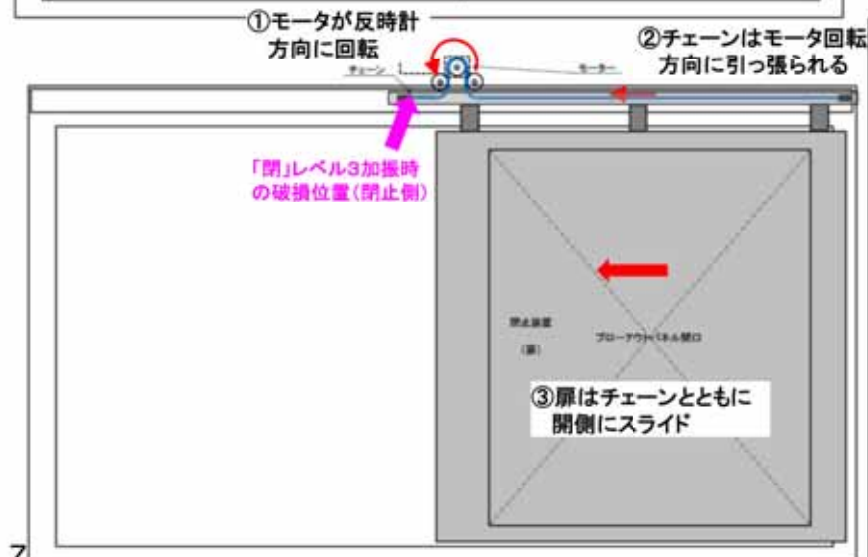 ①モータが反時計
方向に回転
②チェーンはモータ回転
方向に引っ張られる
チェーン
モーター
「閉」レベル3加振時
の破損位置(閉止側)
閉止装置
(扉)
ブローアウトパネル開口
③扉はチェーンとともに
開側にスライド